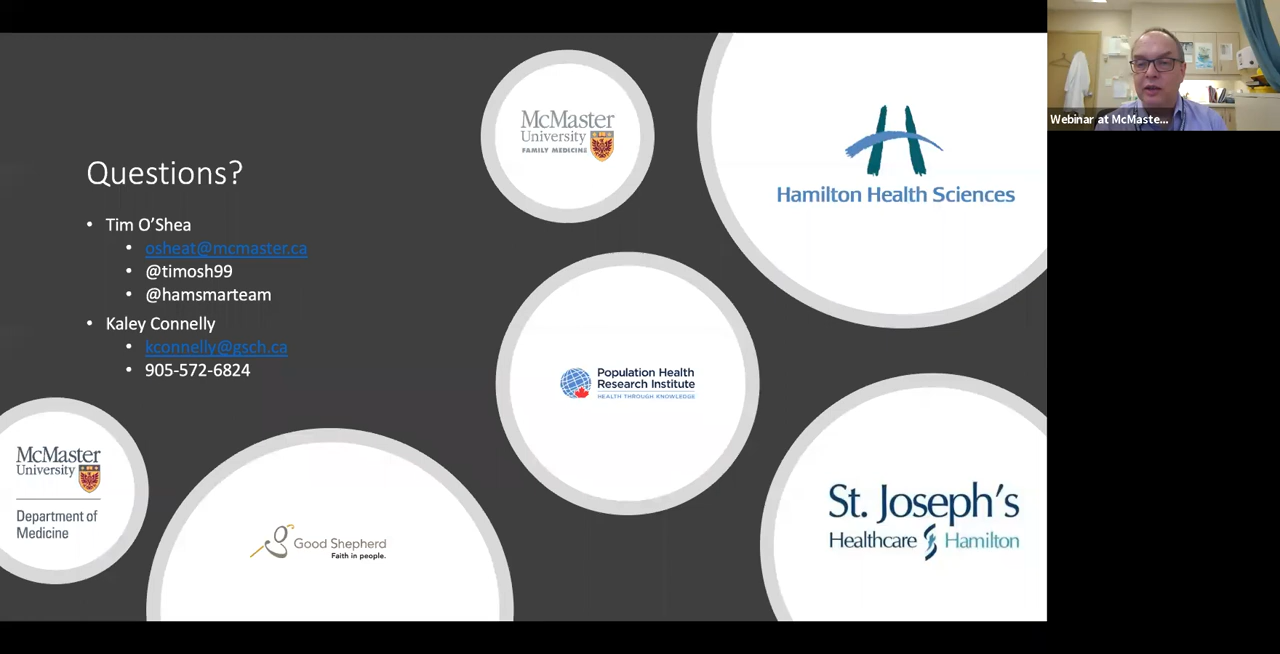 Questions?
• Tim O’Shea
• osheat@mcmaster.ca
• @timosh99
• @hamsmarteam
• Kaley Connelly
• kconnelly@gsch.ca
• 905-572-6824
McMaster
University
FAMILY MEDICINE
Hamilton Health Sciences
Population Health
Research Institute
HEALTH THROUGH KNOWLEDGE
McMaster
University
Department of
Medicine
Good Shepherd
Faith in people.
St. Joseph's
Healthcare Hamilton
Webinar at McMaste...